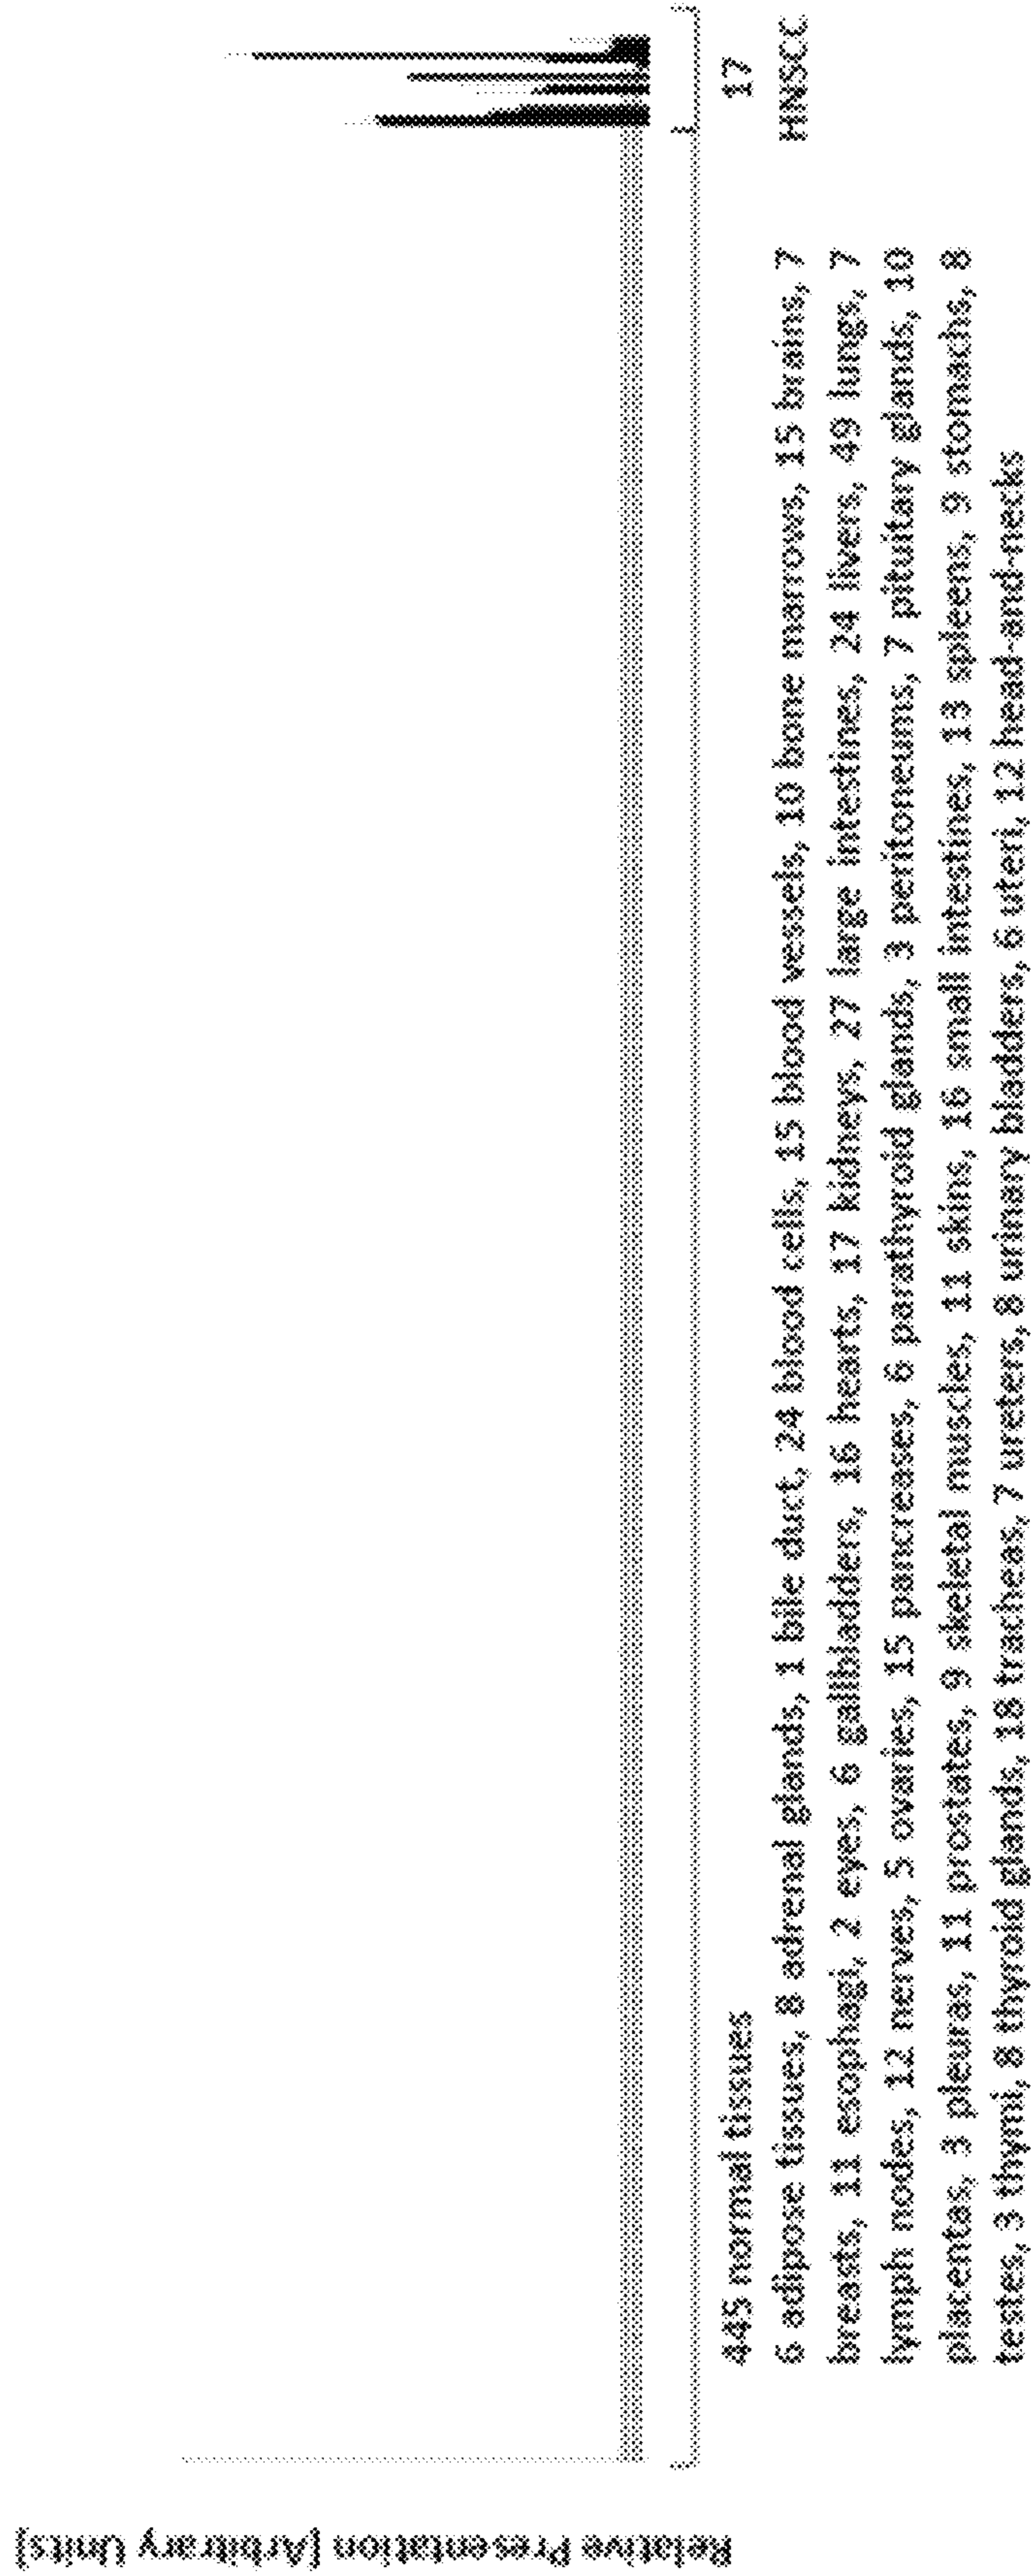 Relative Presentation [Arbitrary Units]
445 normal tissues
17
6 adipose tissues, 8 adrenal glands, 1 bile duct, 24 blood cells, 15 blood vessels, 10 bone marrows, 15 brains, 7
HNSCC
breasts, 11 esophagi, 2 eyes, 6 gallbladders, 16 hearts, 17 kidneys, 27 large intestines, 24 livers, 49 lungs, 7
lymph nodes, 12 nerves, 5 ovaries, 15 pancreases, 6 parathyroid glands, 3 peritoneums, 7 pituitary glands, 10
placentas, 3 pleuras, 11 prostates, 9 skeletal muscles, 11 skins, 16 small intestines, 13 spleens, 9 stomachs, 8
testes, 3 thymi, 8 thyroid glands, 18 tracheas, 7 ureters, 8 urinary bladders, 6 uteri, 12 head-and-necks